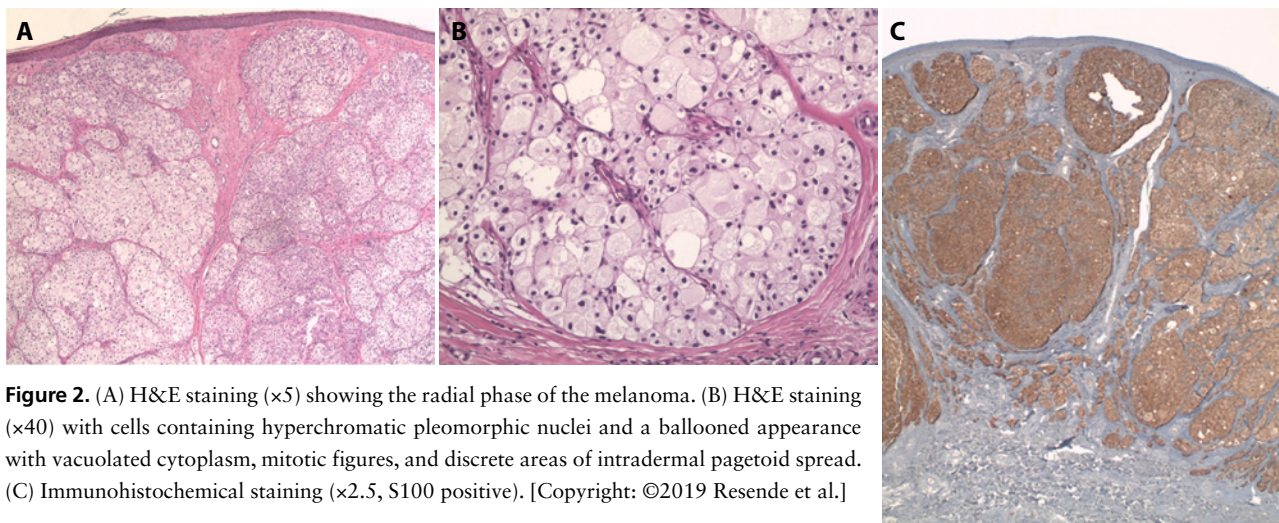 A
B
C
Figure 2. (A) H&E staining (×5) showing the radial phase of the melanoma. (B) H&E staining
(×40) with cells containing hyperchromatic pleomorphic nuclei and a ballooned appearance
with vacuolated cytoplasm, mitotic figures, and discrete areas of intradermal pagetoid spread.
(C) Immunohistochemical staining (×2.5, S100 positive). [Copyright: ©2019 Resende et al.]